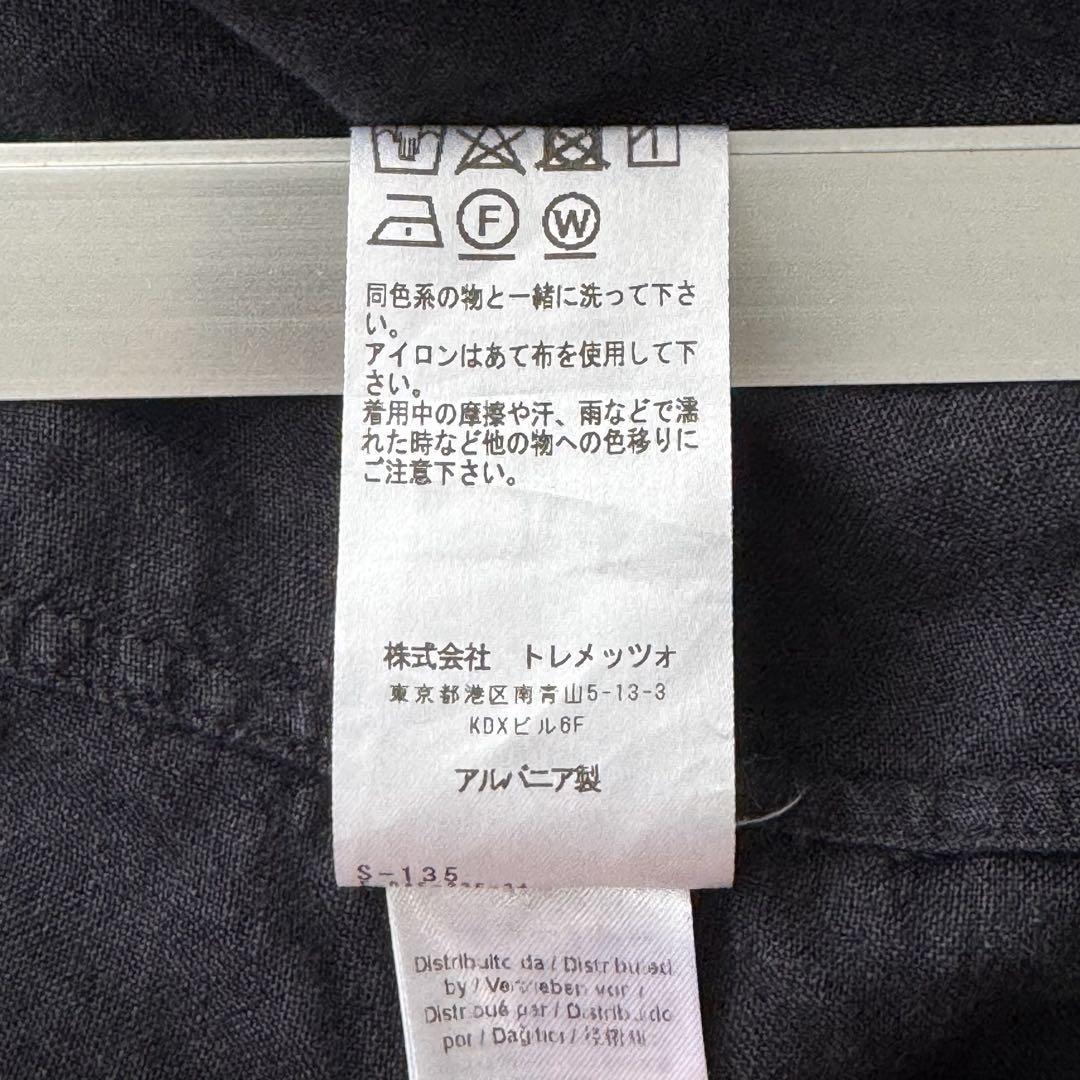 F W
同色系の物と一緒に洗って下さ
い。
アイロンはあて布を使用して下
さい。
着用中の摩擦や汗、雨などで濡
れた時など他の物への色移りに
ご注意下さい。
株式会社 トレメッツォ
東京都港区南青山5-13-3
KDXビル6F
アルバニア製
S-135
Distribuito da / Distributed
by / Vertrieben von /
Distribué par / Distribuido
por / Dağıtıcı /